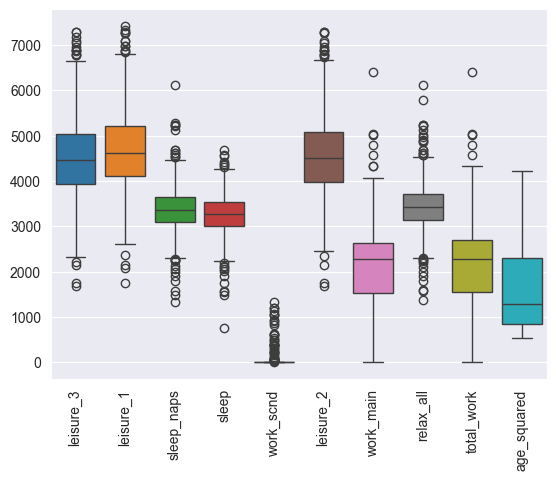 7000
6000
5000
4000
3000
2000
1000
0
leisure_3
leisure_1
sleep_naps
sleep
work_scnd
leisure_2
work_main
relax_all
total_work
age_squared